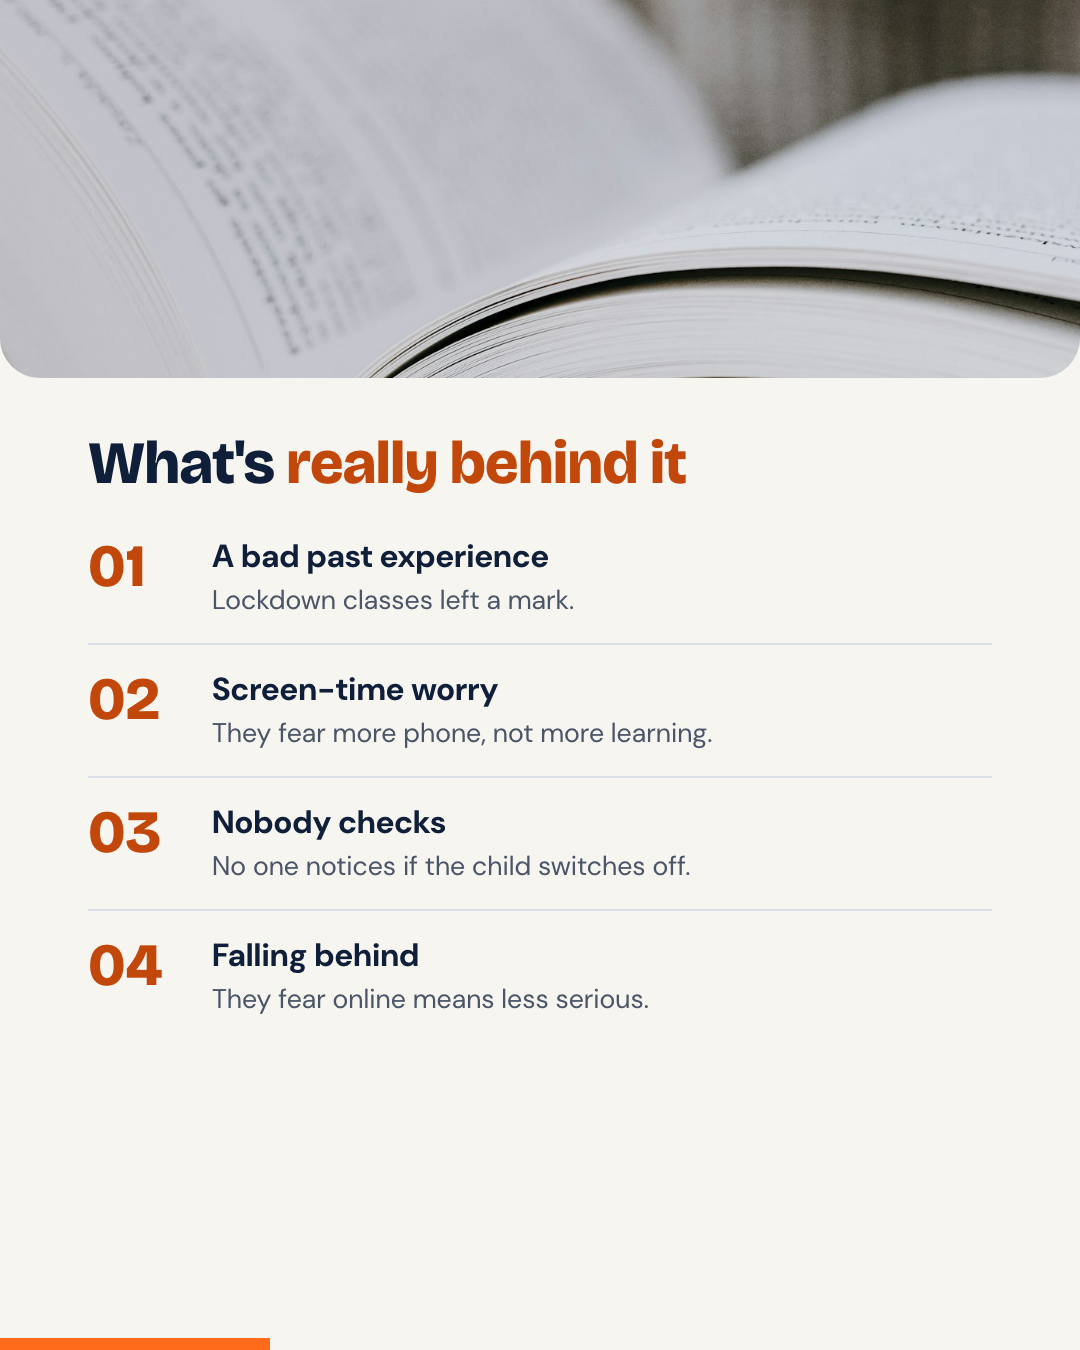 What's really behind it
01
A bad past experience
Lockdown classes left a mark.
02
Screen-time worry
They fear more phone, not more learning.
03
Nobody checks
No one notices if the child switches off.
04
Falling behind
They fear online means less serious.